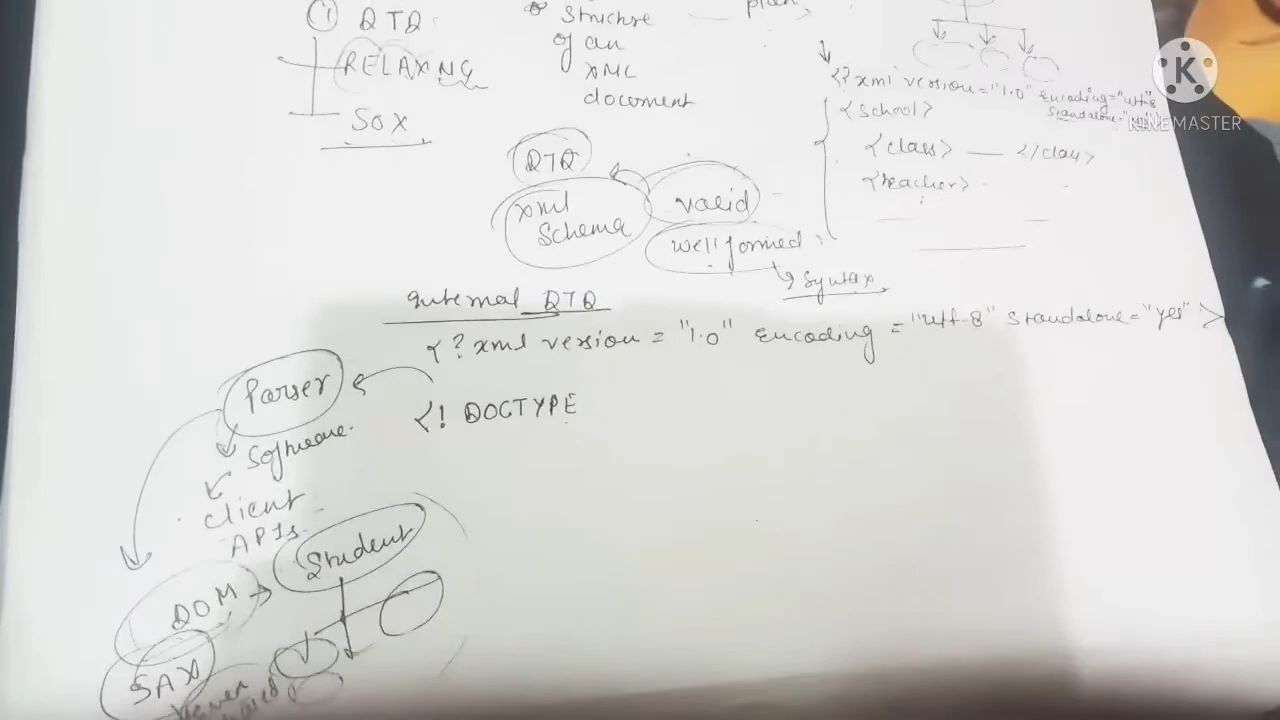 ① DTD
RELAXNG
SOX
* Structure
of an
XML
document
plan,
<?xml version="1.0" encoding="utf-8"
Standalone="
<School>
<class> — </class>
<teacher>
DTD
xml
Schema
valid
well formed
Syntax
Internal DTD
<?xml version = "1.0" Encoding = "utf-8" Standalone = "yes" >
<! DOCTYPE
Parser
Software
client
APIs
DOM
Student
SAX
K
KINEMASTER